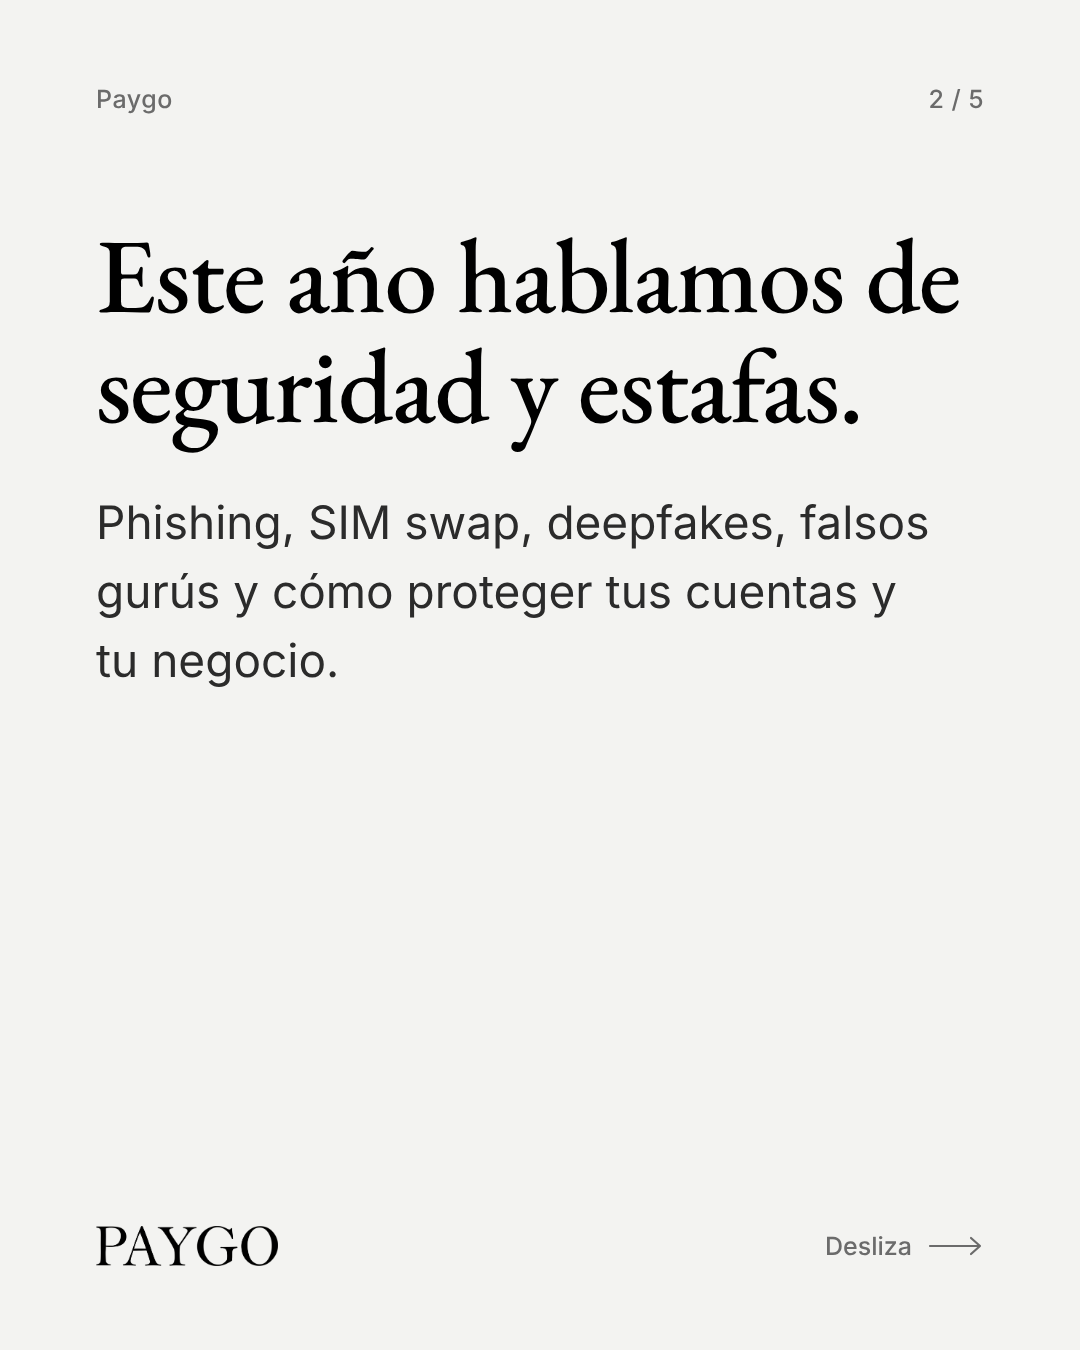 Paygo
2 / 5
Este año hablamos de
seguridad y estafas.
Phishing, SIM swap, deepfakes, falsos
gurús y cómo proteger tus cuentas y
tu negocio.
PAYGO
Desliza